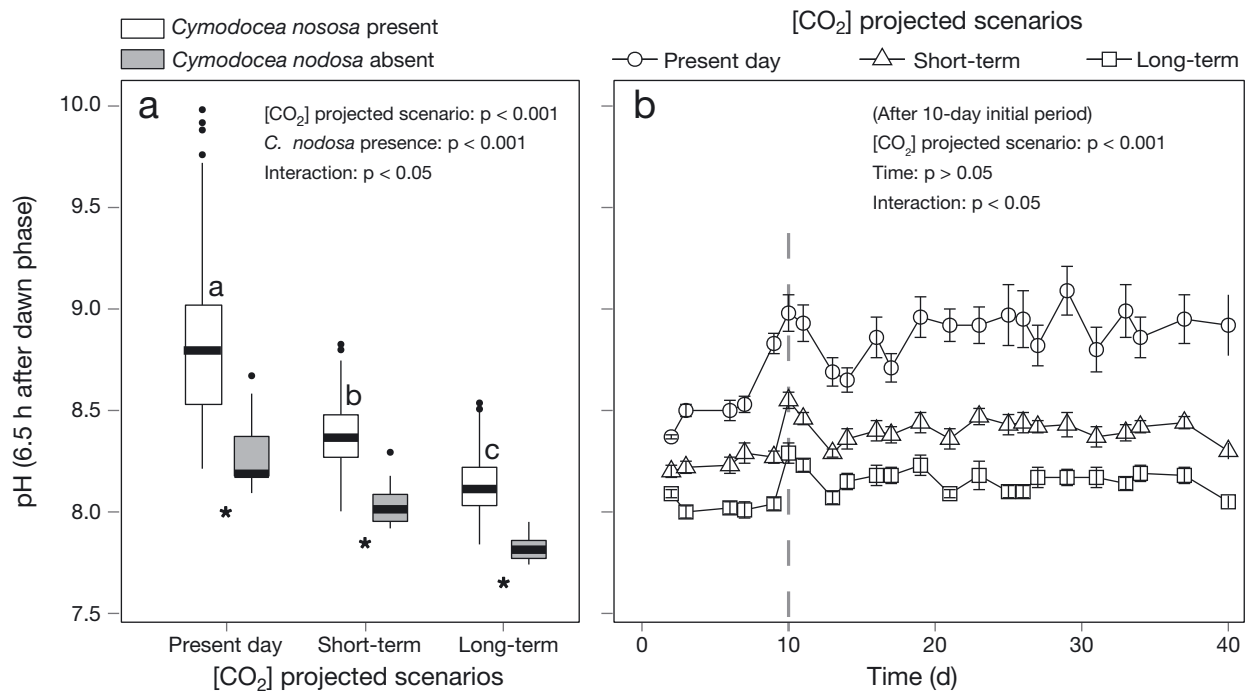 Cymodocea nososa present
Cymodocea nodosa absent
[CO₂] projected scenarios
Present day
Short-term
Long-term
a
[CO₂] projected scenario: p < 0.001
C. nodosa presence: p < 0.001
Interaction: p < 0.05
pH (6.5 h after dawn phase)
10.0
9.5
9.0
8.5
8.0
7.5
a
b
c
*
*
*
Present day
Short-term
Long-term
[CO₂] projected scenarios
b
(After 10-day initial period)
[CO₂] projected scenario: p < 0.001
Time: p > 0.05
Interaction: p < 0.05
0
10
20
30
40
Time (d)